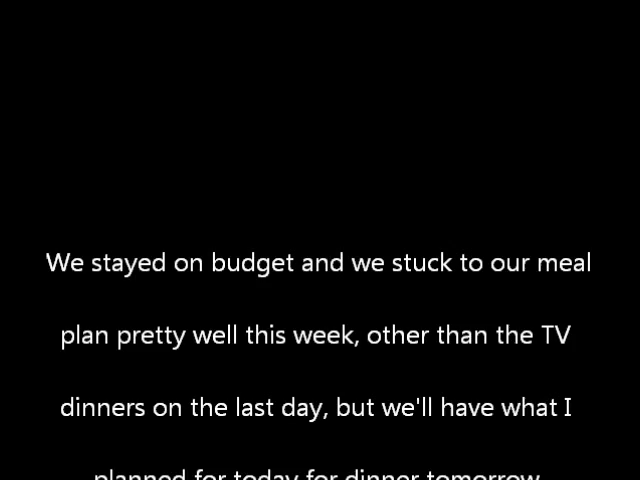 We stayed on budget and we stuck to our meal
plan pretty well this week, other than the TV
dinners on the last day, but we'll have what I
planned for today for dinner tomorrow